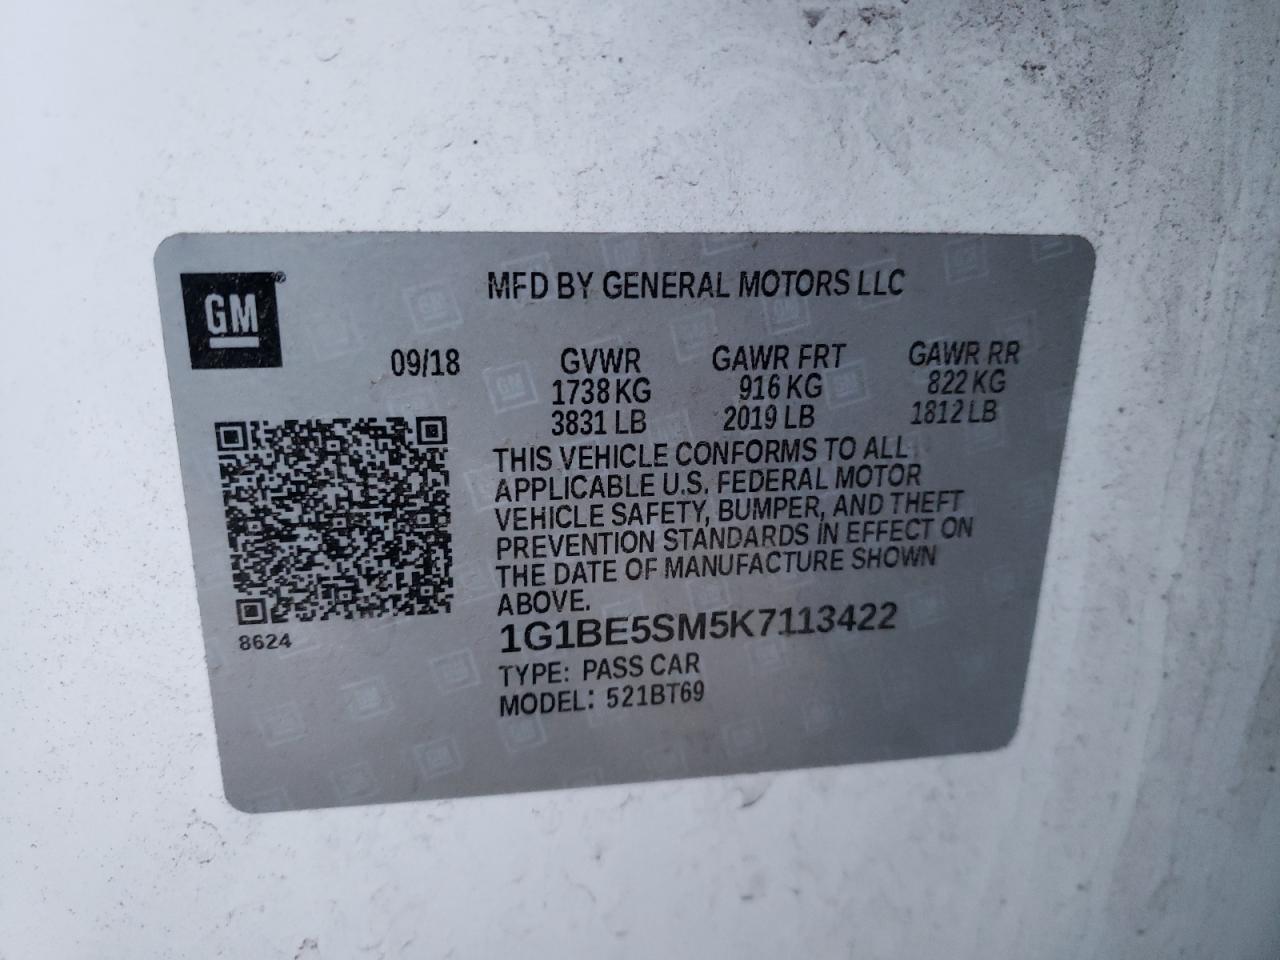 GM®
MFD BY GENERAL MOTORS LLC
09/18 GVWR GAWR FRT GAWR RR
1738 KG 916 KG 822 KG
3831 LB 2019 LB 1812 LB
THIS VEHICLE CONFORMS TO ALL
APPLICABLE U.S. FEDERAL MOTOR
VEHICLE SAFETY, BUMPER, AND THEFT
PREVENTION STANDARDS IN EFFECT ON
THE DATE OF MANUFACTURE SHOWN
ABOVE.
8624
1G1BE5SM5K7113422
TYPE: PASS CAR
MODEL: 521BT69